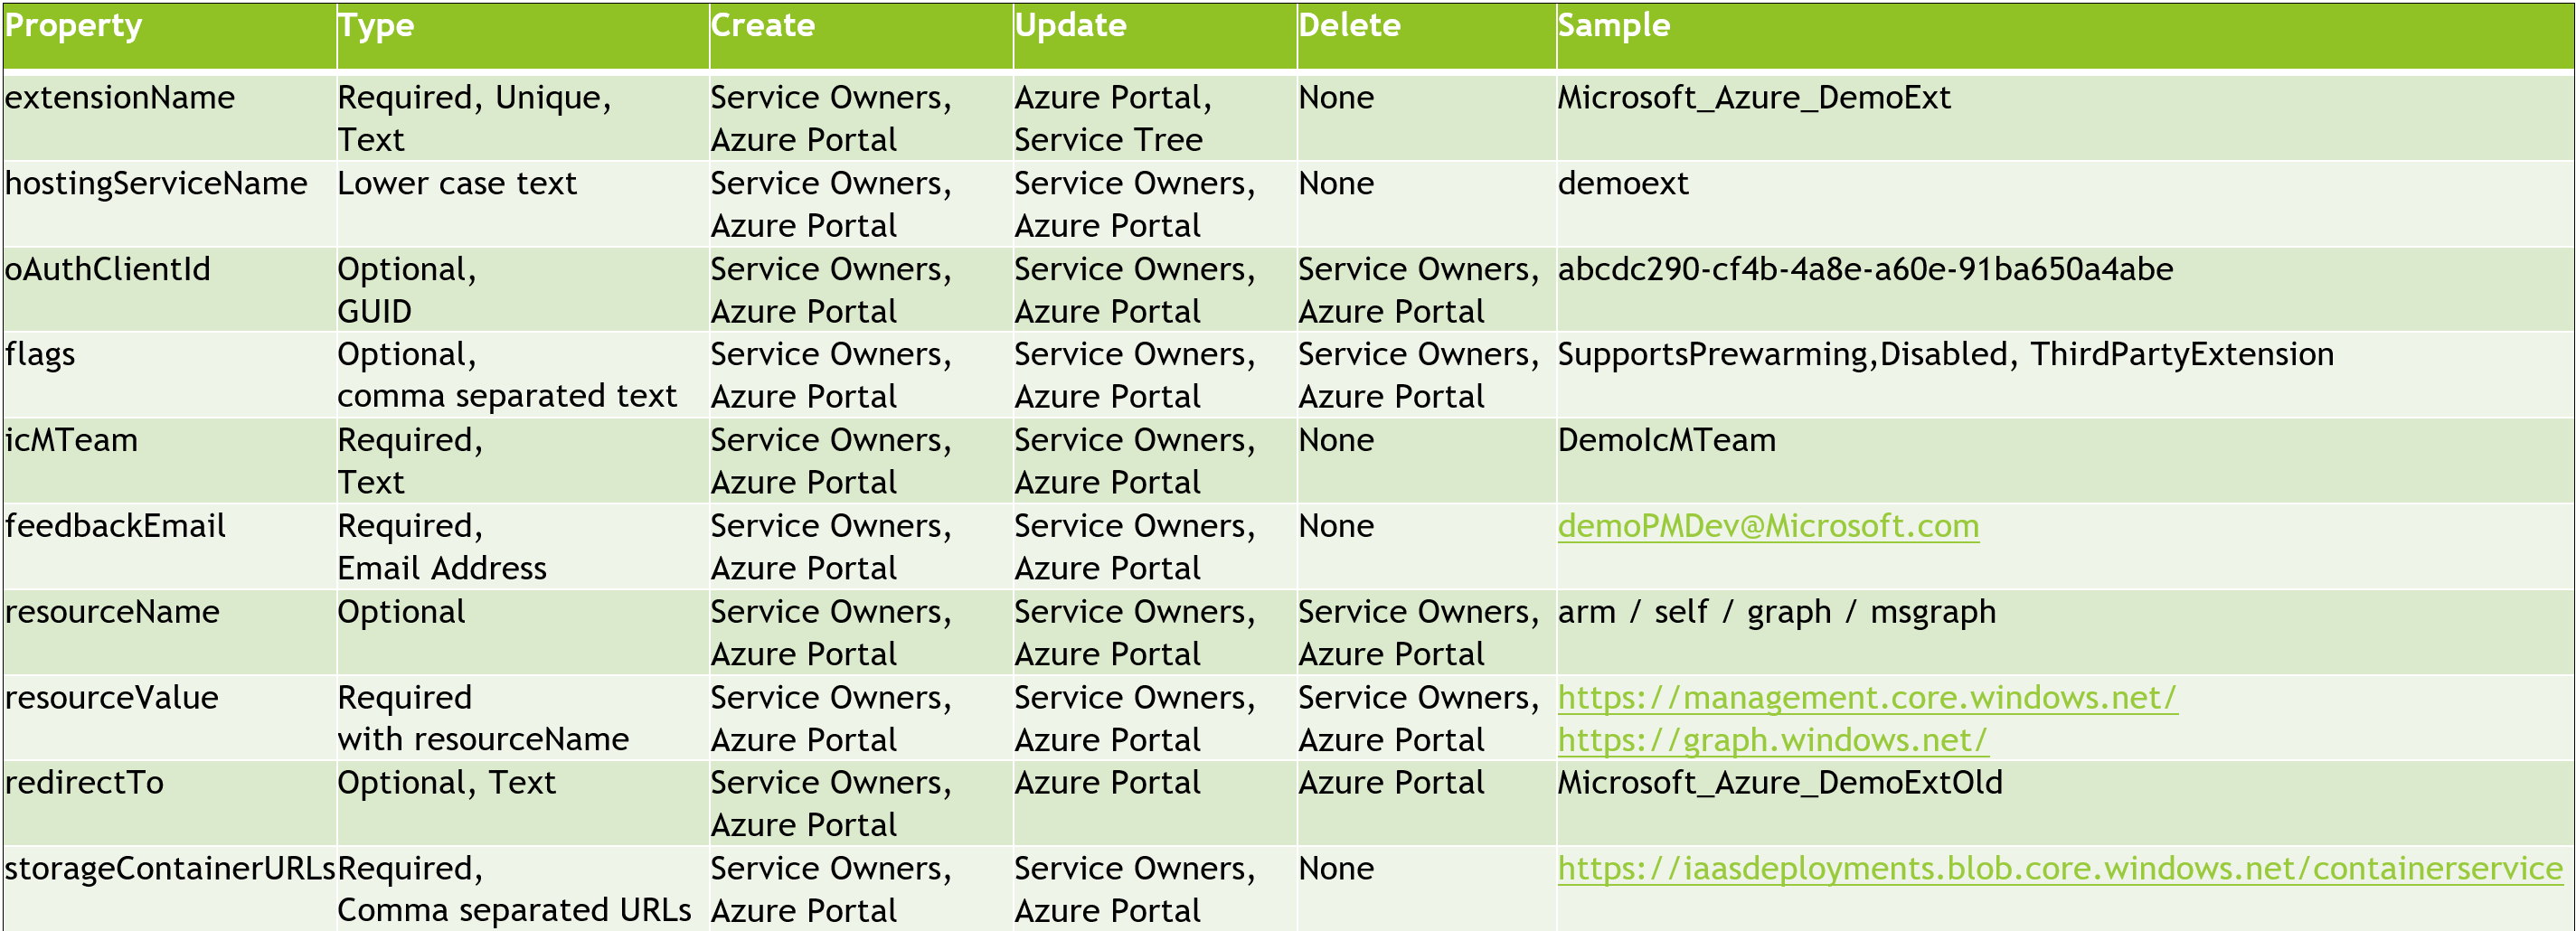 Property Type Create Update Delete Sample
extensionName Required, Unique, Service Owners, Azure Portal, None Microsoft_Azure_DemoExt
Text Azure Portal Service Tree
hostingServiceName Lower case text Service Owners, Service Owners, None demoext
Azure Portal Azure Portal
oAuthClientId Optional, Service Owners, Service Owners, Service Owners, abcdc290-cf4b-4a8e-a60e-91ba650a4abe
GUID Azure Portal Azure Portal Azure Portal
flags Optional, Service Owners, Service Owners, Service Owners, SupportsPrewarming,Disabled, ThirdPartyExtension
comma separated text Azure Portal Azure Portal Azure Portal
icMTeam Required, Service Owners, Service Owners, None DemoIcMTeam
Text Azure Portal Azure Portal
feedbackEmail Required, Service Owners, Service Owners, None demoPMDev@Microsoft.com
Email Address Azure Portal Azure Portal
resourceName Optional Service Owners, Service Owners, Service Owners, arm / self / graph / msgraph
Azure Portal Azure Portal Azure Portal
resourceValue Required Service Owners, Service Owners, Service Owners, https://management.core.windows.net/
with resourceName Azure Portal Azure Portal Azure Portal https://graph.windows.net/
redirectTo Optional, Text Service Owners, Azure Portal Azure Portal Microsoft_Azure_DemoExtOld
Azure Portal
storageContainerURLs Required, Service Owners, Service Owners, None https://iaasdeployments.blob.core.windows.net/containerservice
Comma separated URLs Azure Portal Azure Portal